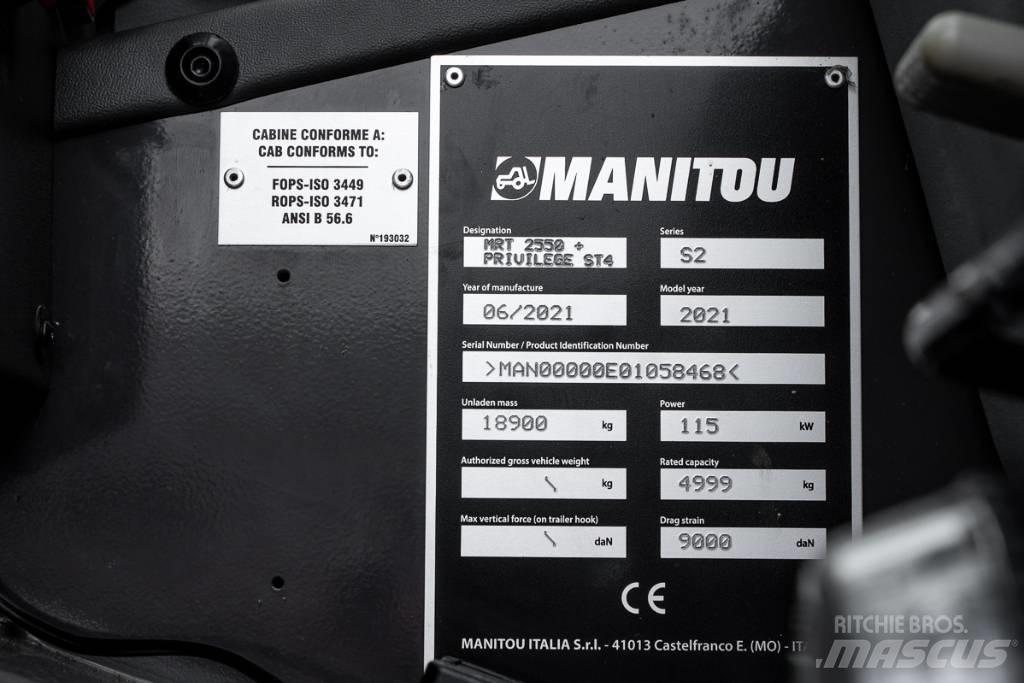 CABINE CONFORME A:
CAB CONFORMS TO:
FOPS-ISO 3449
ROPS-ISO 3471
ANSI B 56.6
N°193032
MANITOU
Designation
MRT 2550 +
PRIVILEGE ST4
Series
S2
Year of manufacture
06/2021
Model year
2021
Serial Number / Product Identification Number
>MAN00000E01058468<
Unladen mass
18900 kg
Power
115 kW
Authorized gross vehicle weight
\ kg
Rated capacity
4999 kg
Max vertical force (on trailer hook)
\ daN
Drag strain
9000 daN
CE
MANITOU ITALIA S.r.l. - 41013 Castelfranco E. (MO) -
RITCHIE BROS.
MASCUS